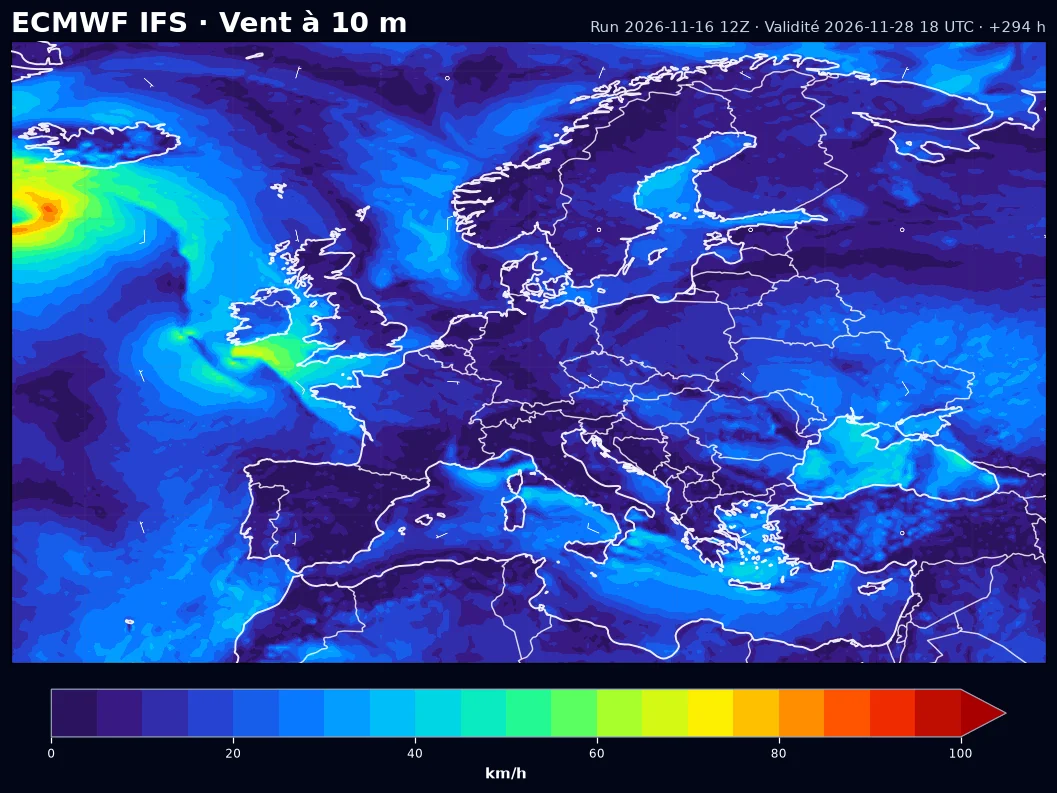 ECMWF IFS · Vent à 10 m
Run 2026-11-16 12Z · Validité 2026-11-28 18 UTC · +294 h
0 20 40 60 80 100
km/h